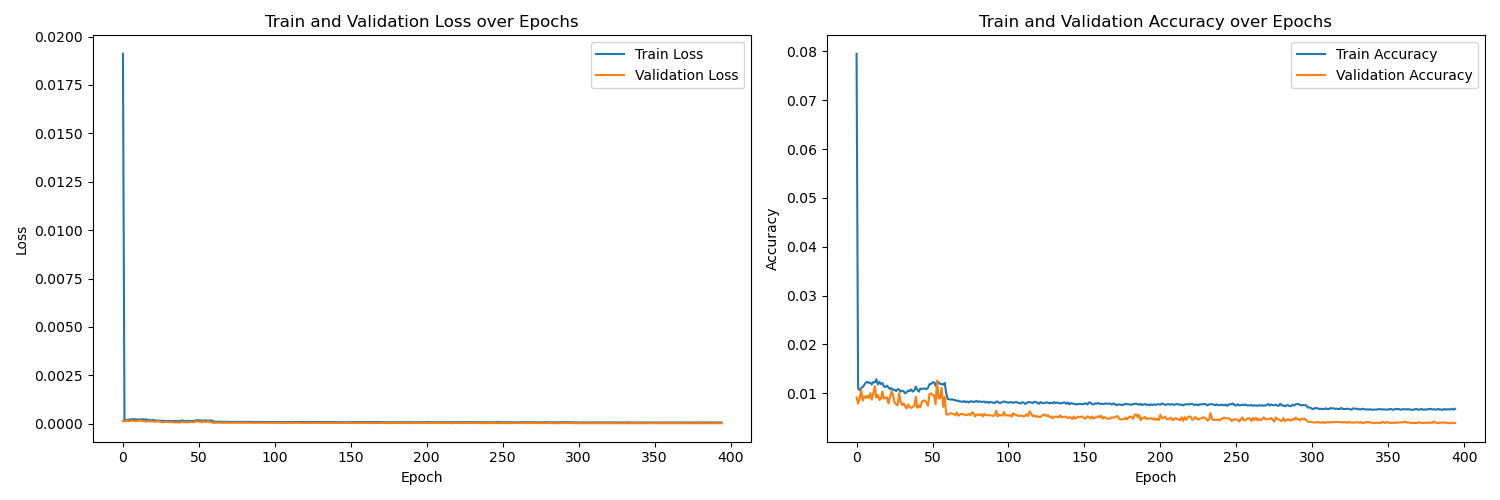 Train and Validation Loss over Epochs
0.0200
0.0175
0.0150
0.0125
0.0100
0.0075
0.0050
0.0025
0.0000
Loss
0 50 100 150 200 250 300 350 400
Epoch
Train Loss
Validation Loss
Train and Validation Accuracy over Epochs
0.08
0.07
0.06
0.05
0.04
0.03
0.02
0.01
Accuracy
0 50 100 150 200 250 300 350 400
Epoch
Train Accuracy
Validation Accuracy